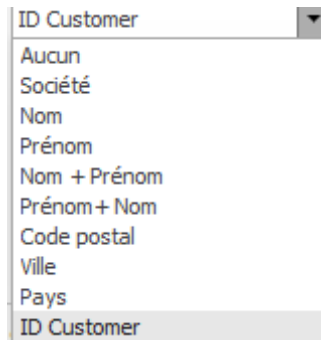 ID Customer
Aucun
Société
Nom
Prénom
Nom + Prénom
Prénom+ Nom
Code postal
Ville
Pays
ID Customer